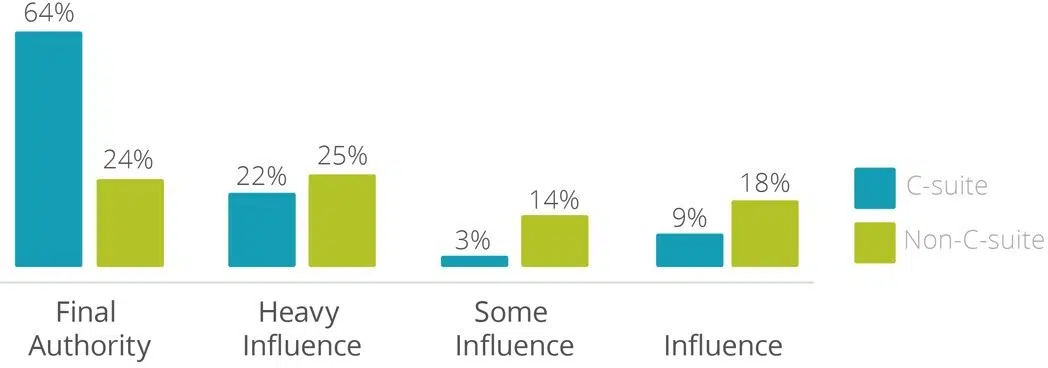 64%
24%
22%
25%
3%
14%
9%
18%
C-suite
Non-C-suite
Final
Authority
Heavy
Influence
Some
Influence
Influence